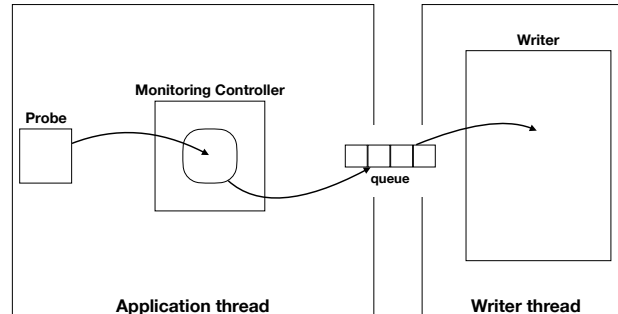 Writer
Monitoring Controller
Probe
queue
Application thread
Writer thread